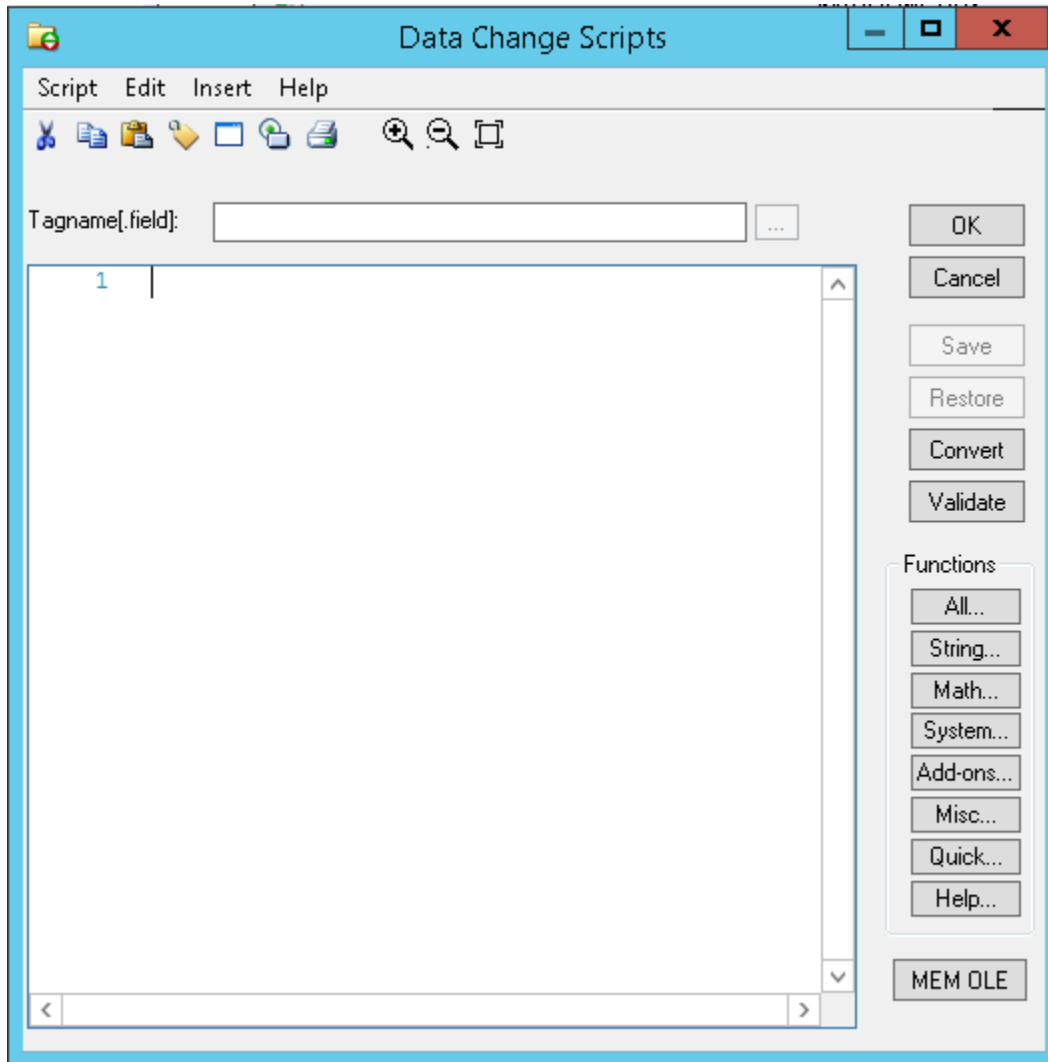 Data Change Scripts
Script Edit Insert Help
Tagname[.field]:
...
OK
1
Cancel
Save
Restore
Convert
Validate
Functions
All...
String...
Math...
System...
Add-ons...
Misc...
Quick...
Help...
MEM OLE